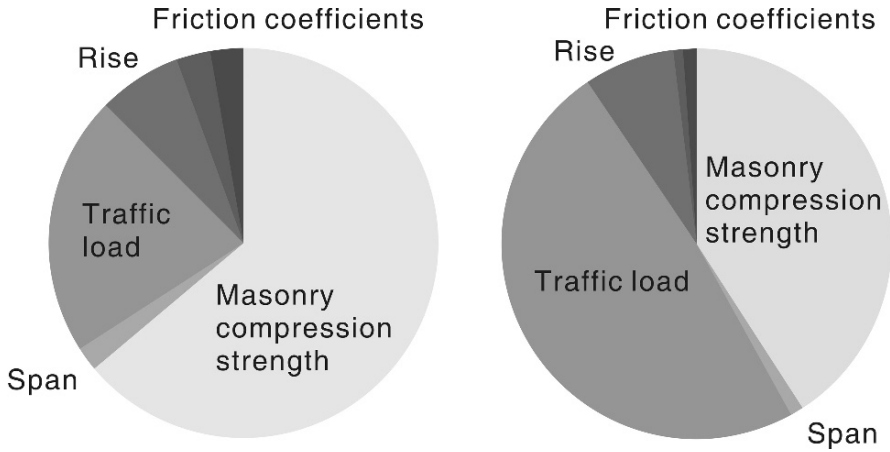 Friction coefficients
Rise
Traffic
load
Masonry
compression
strength
Span
Friction coefficients
Rise
Masonry
compression
strength
Traffic load
Span